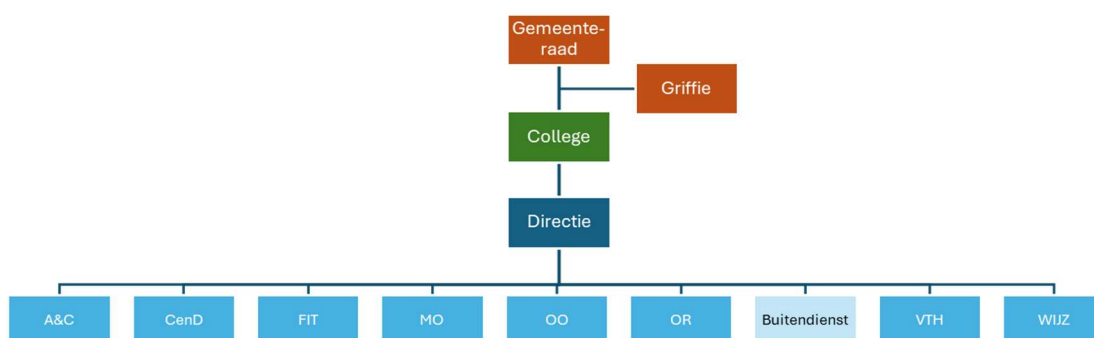 Gemeente-
raad
Griffie
College
Directie
A&C
CenD
FIT
MO
OO
OR
Buitendienst
VTH
WIJZ